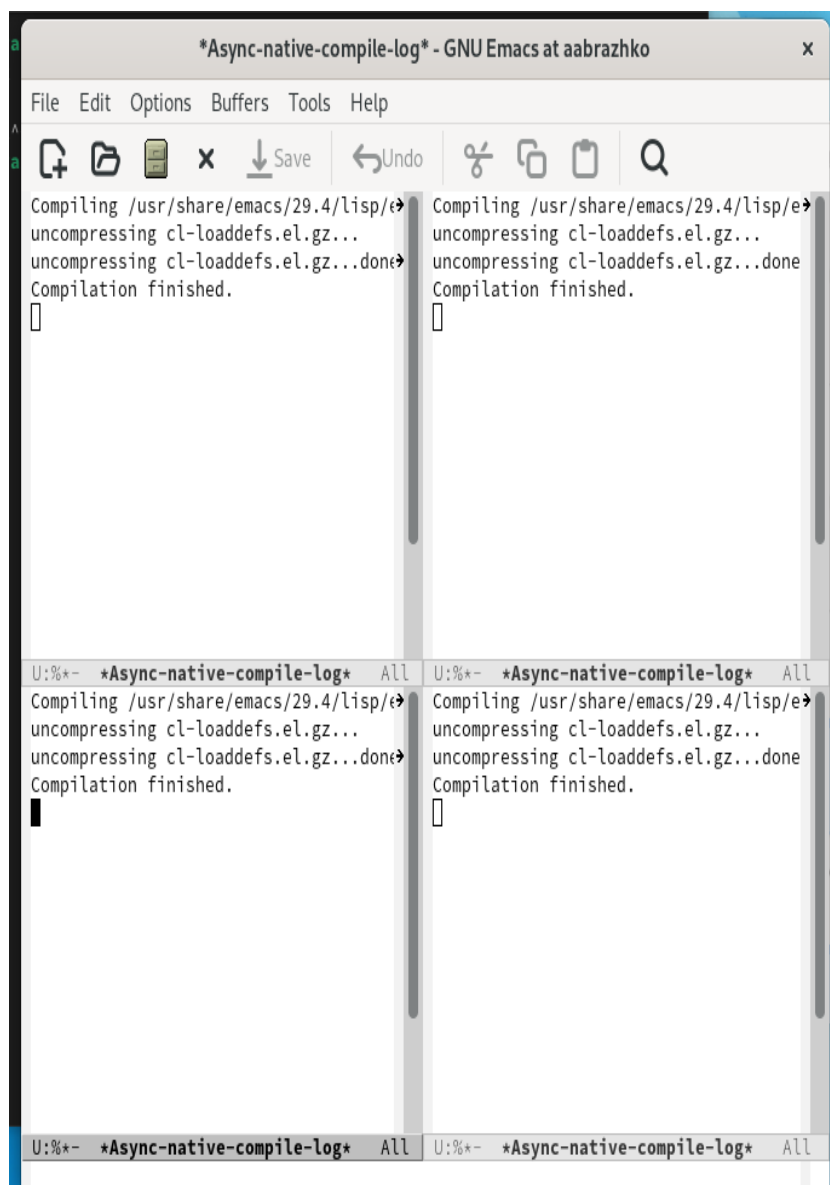 *Async-native-compile-log* - GNU Emacs at aabrazhko
File Edit Options Buffers Tools Help
Save Undo
Compiling /usr/share/emacs/29.4/lisp/e
uncompressing cl-loaddefs.el.gz...
uncompressing cl-loaddefs.el.gz...done
Compilation finished.
U:%*- *Async-native-compile-log* All
Compiling /usr/share/emacs/29.4/lisp/e
uncompressing cl-loaddefs.el.gz...
uncompressing cl-loaddefs.el.gz...done
Compilation finished.
U:%*- *Async-native-compile-log* All
Compiling /usr/share/emacs/29.4/lisp/e
uncompressing cl-loaddefs.el.gz...
uncompressing cl-loaddefs.el.gz...done
Compilation finished.
U:%*- *Async-native-compile-log* All
Compiling /usr/share/emacs/29.4/lisp/e
uncompressing cl-loaddefs.el.gz...
uncompressing cl-loaddefs.el.gz...done
Compilation finished.
U:%*- *Async-native-compile-log* All